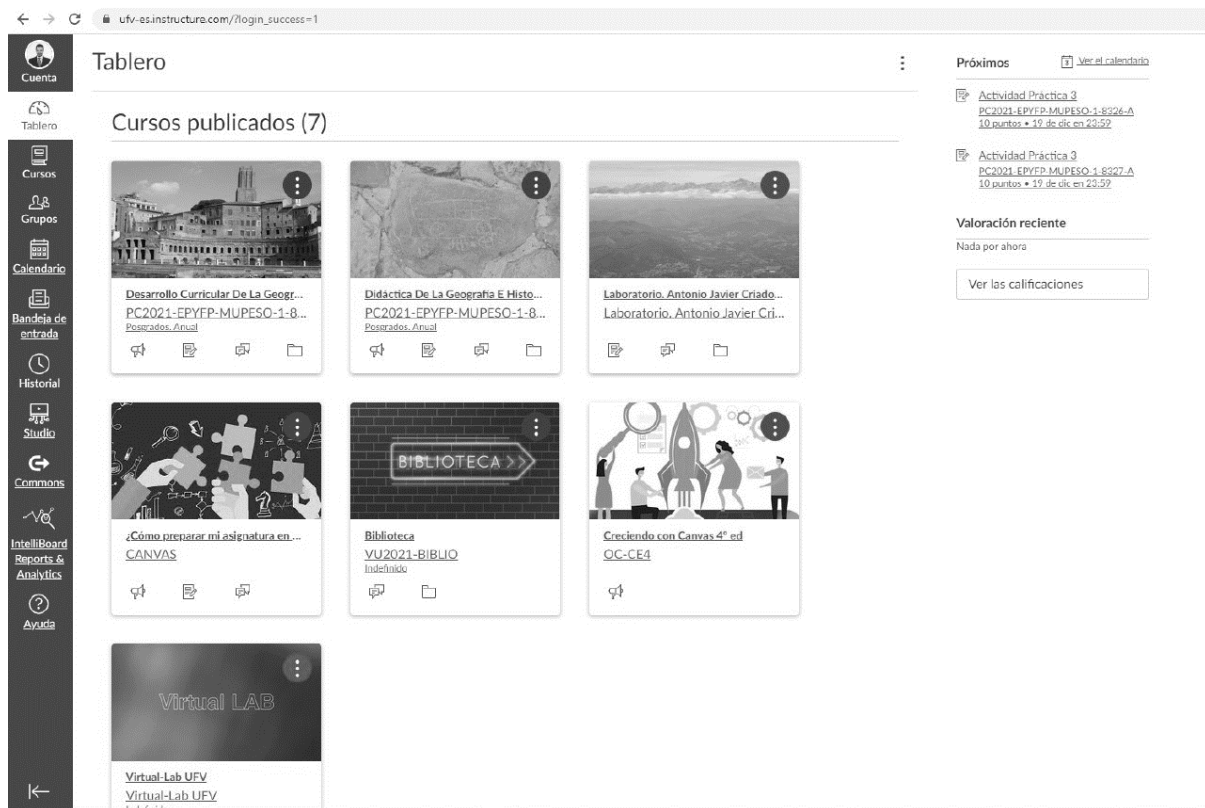 ufv-es.instructure.com/?login_success=1
Cuenta
Tablero
Cursos
Grupos
Calendario
Bandeja de
entrada
Historial
Studio
Commons
IntelliBoard
Reports &
Analytics
Ayuda
Tablero
Cursos publicados (7)
Desarrollo Curricular De La Geogr...
PC2021-EPYFP-MUPESO-1-8...
Posgrados. Anual
Didáctica De La Geografía E Histo...
PC2021-EPYFP-MUPESO-1-8...
Posgrados. Anual
Laboratorio. Antonio Javier Criado...
Laboratorio. Antonio Javier Cri...
¿Cómo preparar mi asignatura en ...
CANVAS
BIBLIOTECA >>
Biblioteca
VU2021-BIBLIO
Indefinido
Creciendo con Canvas 4º ed
OC-CE4
Virtual LAB
Virtual-Lab UFV
Virtual-Lab UFV
Próximos
Ver el calendario
Actividad Práctica 3
PC2021-EPYFP-MUPESO-1-8326-A
10 puntos • 19 de dic en 23:59
Actividad Práctica 3
PC2021-EPYFP-MUPESO-1-8327-A
10 puntos • 19 de dic en 23:59
Valoración reciente
Nada por ahora
Ver las calificaciones